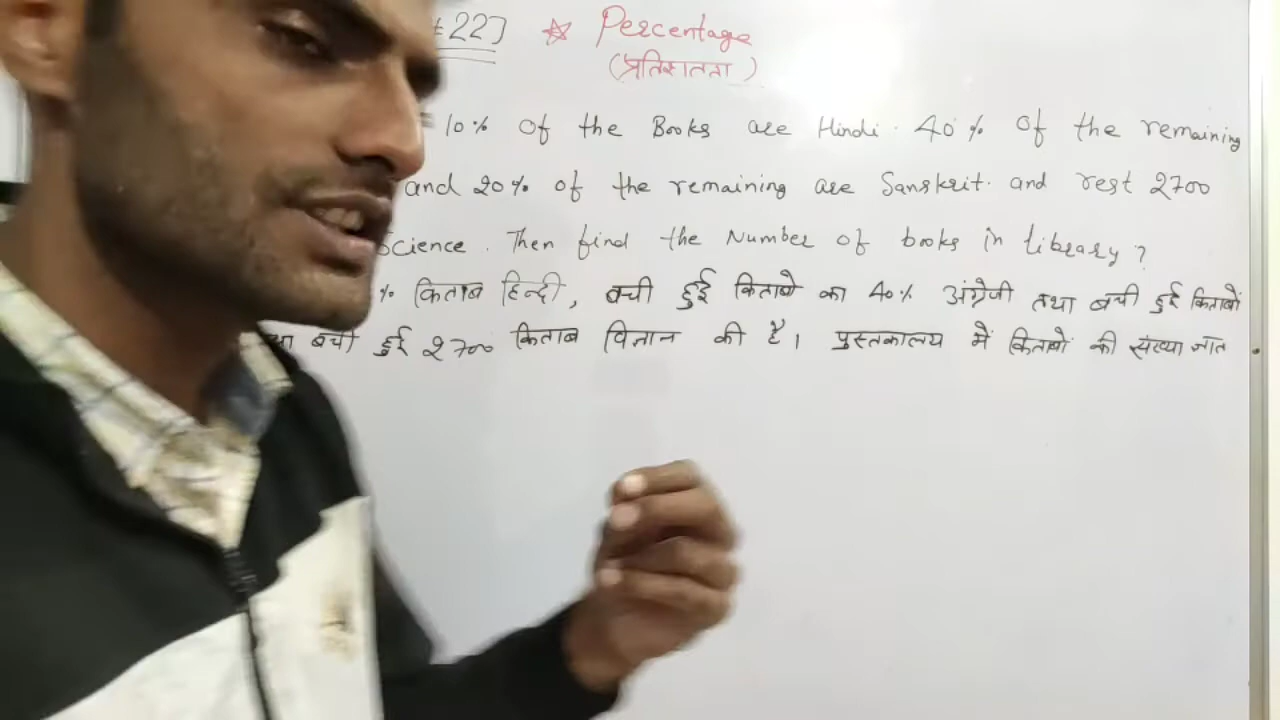 22] ☆ Percentage
(प्रतिशतता)
10% of the Books are Hindi. 40% of the remaining
and 20% of the remaining are Sanskrit. and rest 2700
Science. Then find the Number of books in library?
% किताब हिन्दी, बची हुई किताबो का 40% अंग्रेजी तथा बची हुई किताबों
बची हुई 2700 किताब विज्ञान की है। पुस्तकालय में किताबों की संख्या ज्ञात